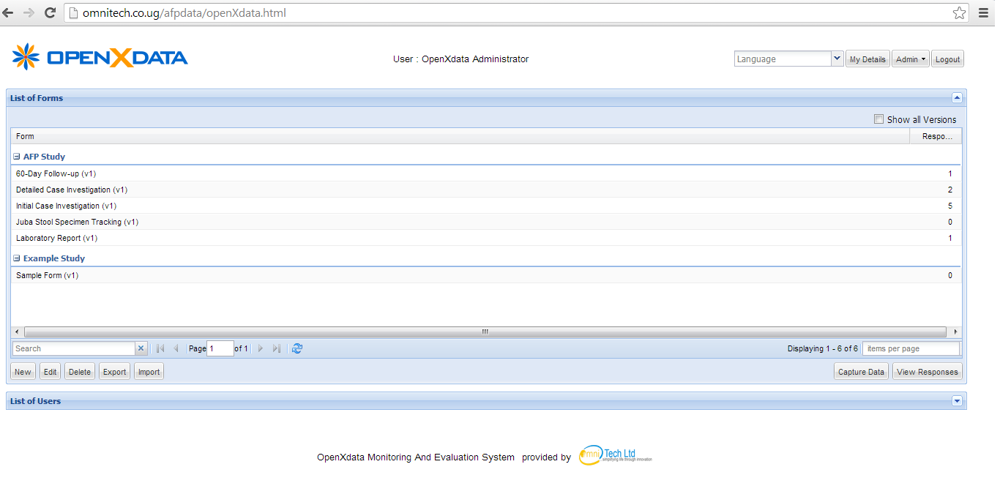 omnitech.co.ug/afpdata/openXdata.html
OPENXDATA
User : OpenXdata Administrator
Language
My Details
Admin
Logout
List of Forms
Show all Versions
Form
Respo...
AFP Study
60-Day Follow-up (v1) 1
Detailed Case Investigation (v1) 2
Initial Case Investigation (v1) 5
Juba Stool Specimen Tracking (v1) 0
Laboratory Report (v1) 1
Example Study
Sample Form (v1) 0
Search
Page 1 of 1
Displaying 1 - 6 of 6
items per page
New
Edit
Delete
Export
Import
Capture Data
View Responses
List of Users
OpenXdata Monitoring And Evaluation System provided by
Omni Tech Ltd
simplifying life through innovation